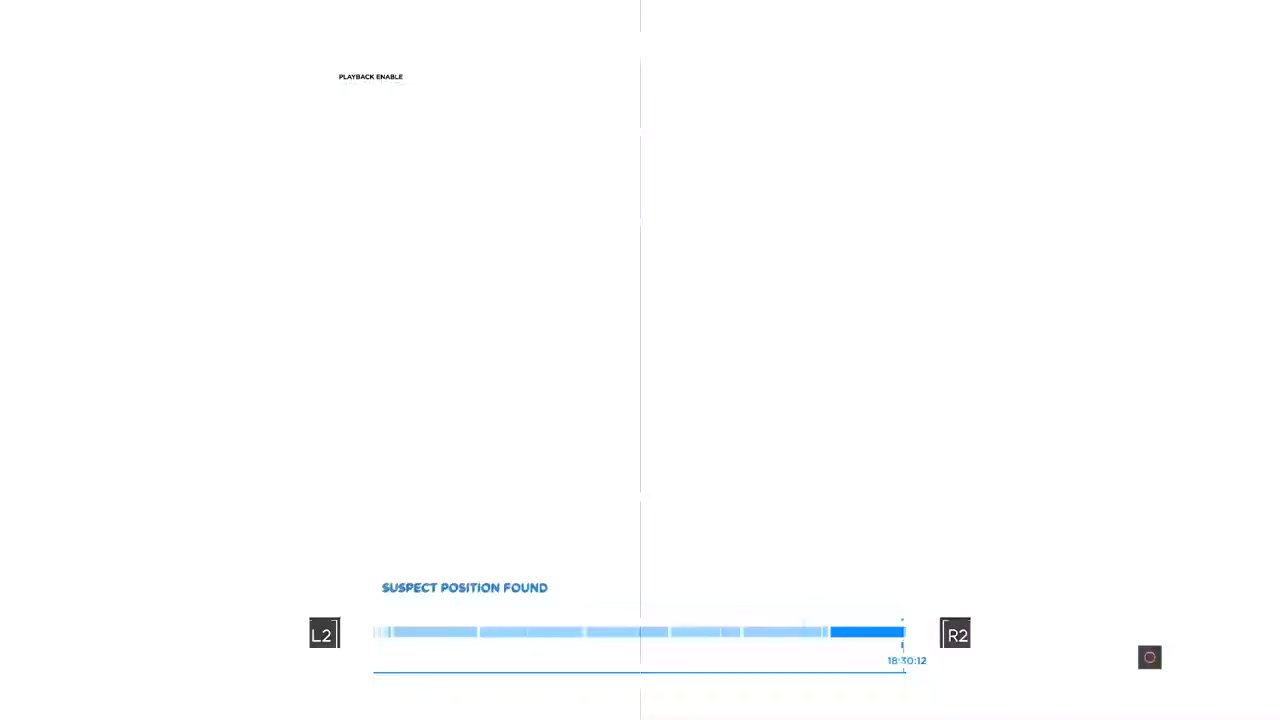 PLAYBACK ENABLE
SUSPECT POSITION FOUND
L2
R2
18:30:12